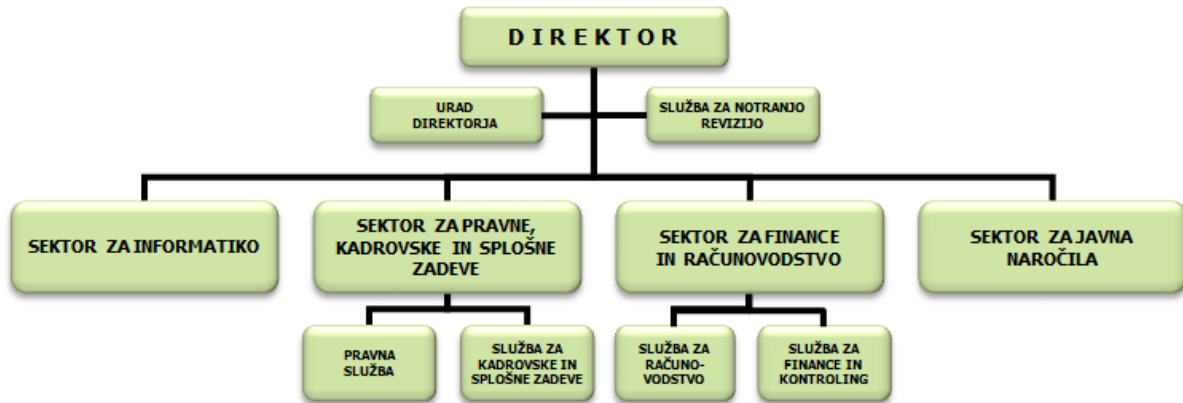 D I R E K T O R
URAD
DIREKTORJA
SLUŽBA ZA NOTRANJO
REVIZIJO
SEKTOR ZA INFORMATIKO
SEKTOR ZA PRAVNE,
KADROVSKE IN SPLOŠNE
ZADEVE
SEKTOR ZA FINANCE
IN RAČUNOVODSTVO
SEKTOR ZA JAVNA
NAROČILA
PRAVNA
SLUŽBA
SLUŽBA ZA
KADROVSKE IN
SPLOŠNE ZADEVE
SLUŽBA ZA
RAČUNO-
VODSTVO
SLUŽBA ZA
FINANCE IN
KONTROLING